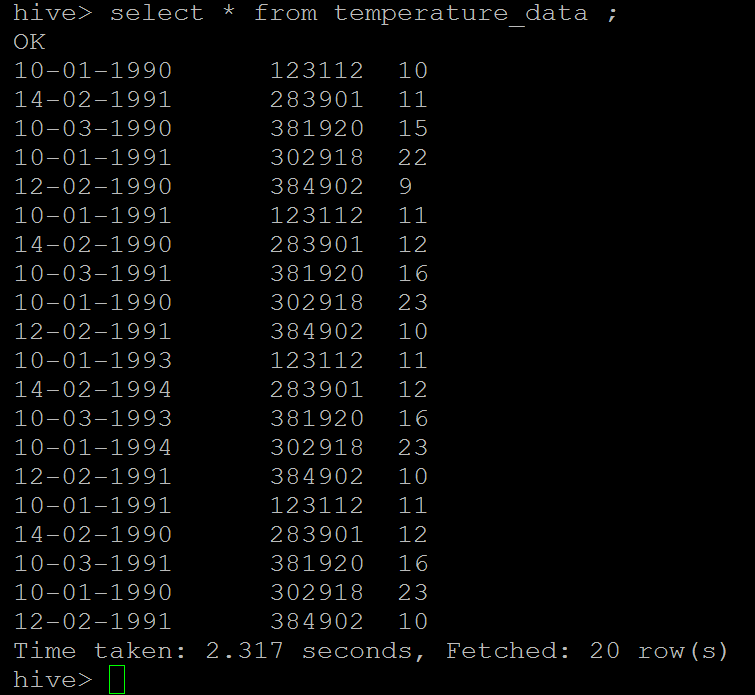 hive> select * from temperature_data ;
OK
10-01-1990 123112 10
14-02-1991 283901 11
10-03-1990 381920 15
10-01-1991 302918 22
12-02-1990 384902 9
10-01-1991 123112 11
14-02-1990 283901 12
10-03-1991 381920 16
10-01-1990 302918 23
12-02-1991 384902 10
10-01-1993 123112 11
14-02-1994 283901 12
10-03-1993 381920 16
10-01-1994 302918 23
12-02-1991 384902 10
10-01-1991 123112 11
14-02-1990 283901 12
10-03-1991 381920 16
10-01-1990 302918 23
12-02-1991 384902 10
Time taken: 2.317 seconds, Fetched: 20 row(s)
hive>